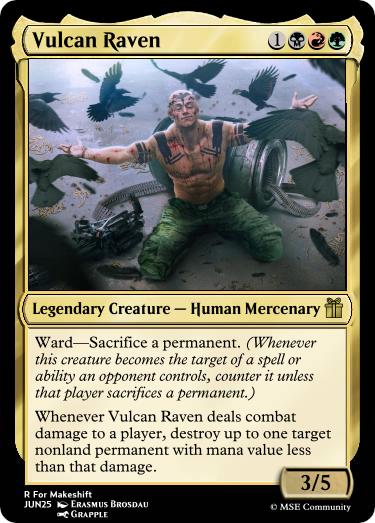 Vulcan Raven 1
Legendary Creature — Human Mercenary
Ward—Sacrifice a permanent. (Whenever
this creature becomes the target of a spell or
ability an opponent controls, counter it unless
that player sacrifices a permanent.)
Whenever Vulcan Raven deals combat
damage to a player, destroy up to one target
nonland permanent with mana value less
than that damage.
3/5
R For Makeshift
JUN25 Erasmus Brosdau
Grapple
© MSE Community